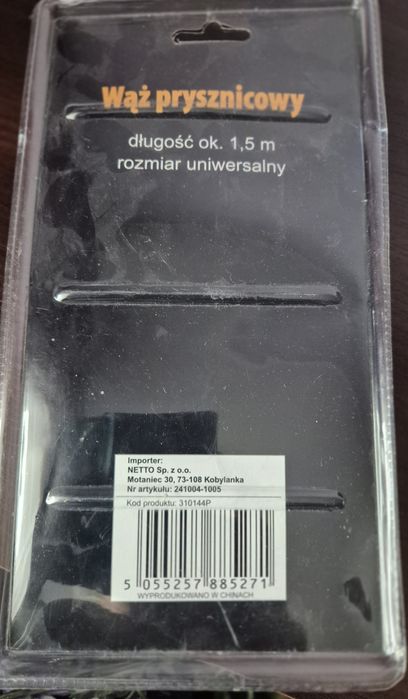 Wąż prysznicowy
długość ok. 1,5 m
rozmiar uniwersalny
Importer:
NETTO Sp. z o.o.
Motaniec 30, 73-108 Kobylanka
Nr artykułu: 241004-1005
Kod produktu: 310144P
5 055257 885271
WYPRODUKOWANO W CHINACH